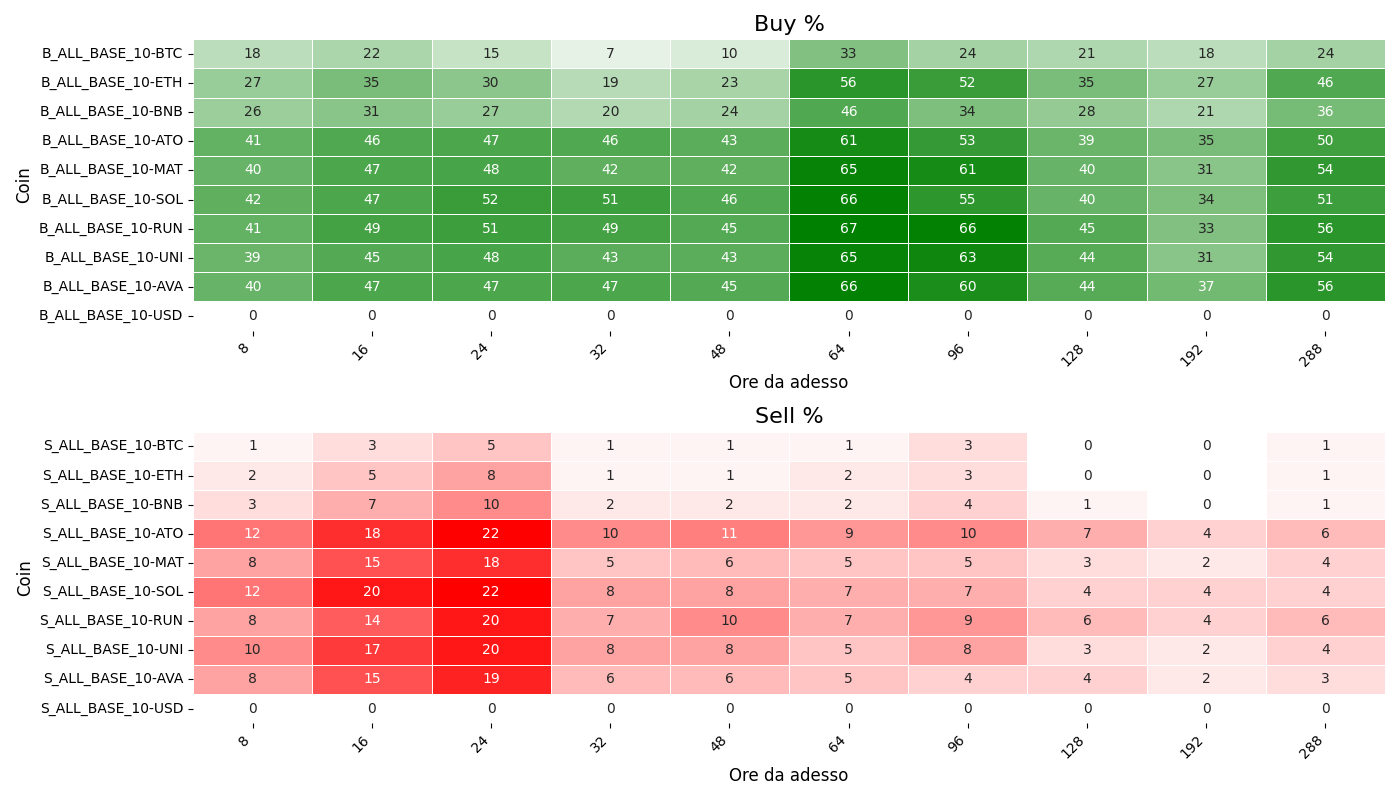 Buy %
Coin
B_ALL_BASE_10-BTC 18 22 15 7 10 33 24 21 18 24
B_ALL_BASE_10-ETH 27 35 30 19 23 56 52 35 27 46
B_ALL_BASE_10-BNB 26 31 27 20 24 46 34 28 21 36
B_ALL_BASE_10-ATO 41 46 47 46 43 61 53 39 35 50
B_ALL_BASE_10-MAT 40 47 48 42 42 65 61 40 31 54
B_ALL_BASE_10-SOL 42 47 52 51 46 66 55 40 34 51
B_ALL_BASE_10-RUN 41 49 51 49 45 67 66 45 33 56
B_ALL_BASE_10-UNI 39 45 48 43 43 65 63 44 31 54
B_ALL_BASE_10-AVA 40 47 47 47 45 66 60 44 37 56
B_ALL_BASE_10-USD 0 0 0 0 0 0 0 0 0 0
8 16 24 32 48 64 96 128 192 288
Ore da adesso
Sell %
Coin
S_ALL_BASE_10-BTC 1 3 5 1 1 1 3 0 0 1
S_ALL_BASE_10-ETH 2 5 8 1 1 2 3 0 0 1
S_ALL_BASE_10-BNB 3 7 10 2 2 2 4 1 0 1
S_ALL_BASE_10-ATO 12 18 22 10 11 9 10 7 4 6
S_ALL_BASE_10-MAT 8 15 18 5 6 5 5 3 2 4
S_ALL_BASE_10-SOL 12 20 22 8 8 7 7 4 4 4
S_ALL_BASE_10-RUN 8 14 20 7 10 7 9 6 4 6
S_ALL_BASE_10-UNI 10 17 20 8 8 5 8 3 2 4
S_ALL_BASE_10-AVA 8 15 19 6 6 5 4 4 2 3
S_ALL_BASE_10-USD 0 0 0 0 0 0 0 0 0 0
8 16 24 32 48 64 96 128 192 288
Ore da adesso